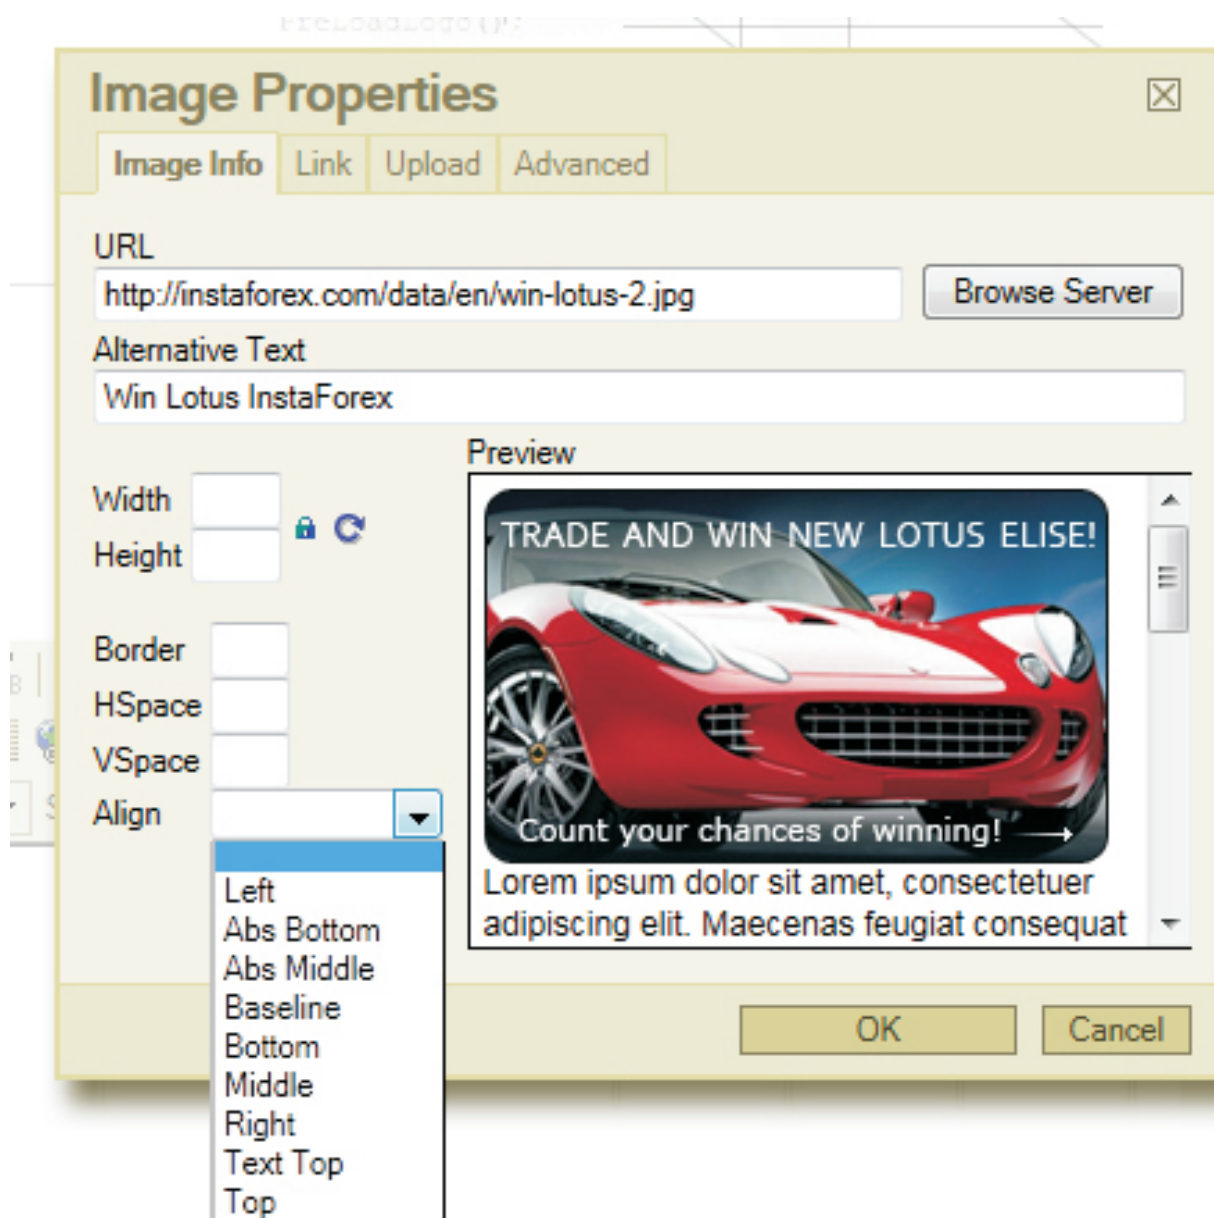 PreLoadLogo();
Image Properties
Image Info Link Upload Advanced
URL
http://instaforex.com/data/en/win-lotus-2.jpg Browse Server
Alternative Text
Win Lotus InstaForex
Preview
Width
Height
TRADE AND WIN NEW LOTUS ELISE!
Border
HSpace
VSpace
Align
Count your chances of winning!
Lorem ipsum dolor sit amet, consectetuer
adipiscing elit. Maecenas feugiat consequat
Left
Abs Bottom
Abs Middle
Baseline
Bottom
Middle
Right
Text Top
Top
OK Cancel